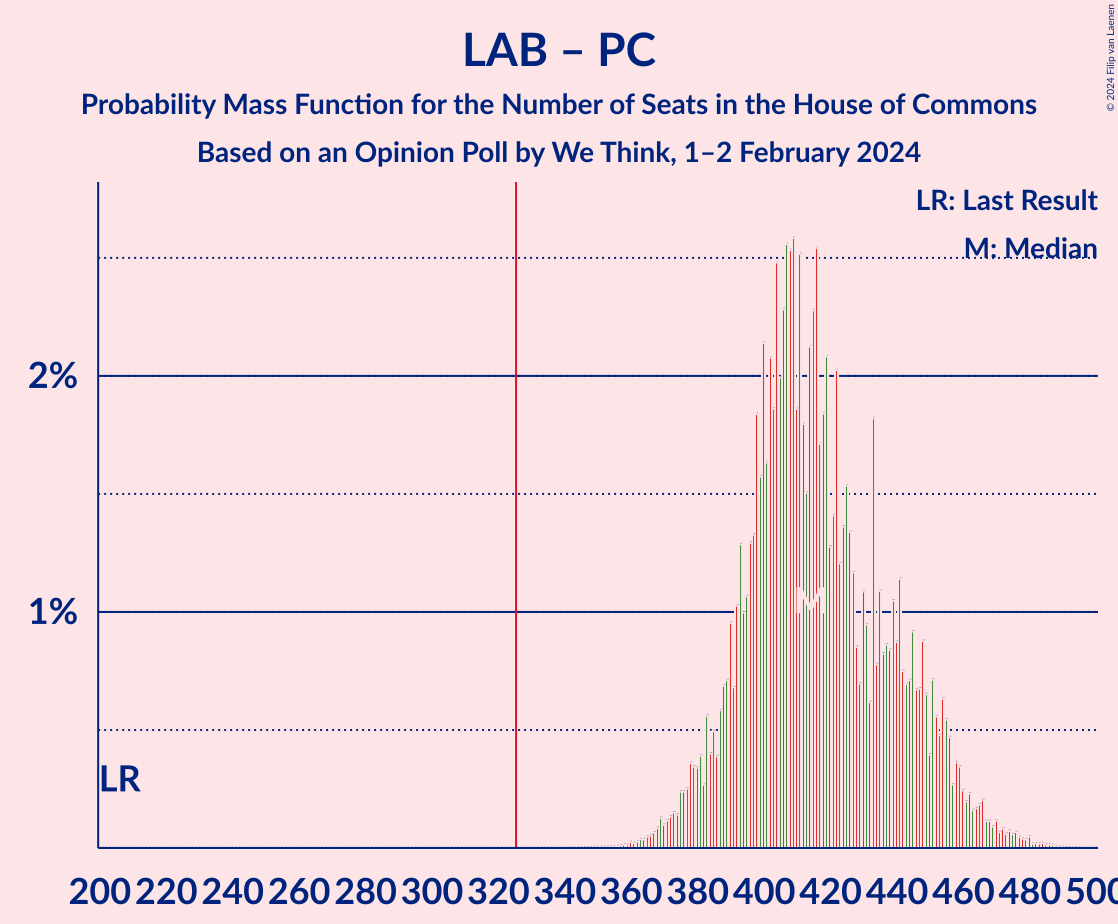 LAB – PC
Probability Mass Function for the Number of Seats in the House of Commons
Based on an Opinion Poll by We Think, 1–2 February 2024
© 2024 Filip van Laenen
LR: Last Result
M: Median
2%
1%
LR
M
200 220 240 260 280 300 320 340 360 380 400 420 440 460 480 500